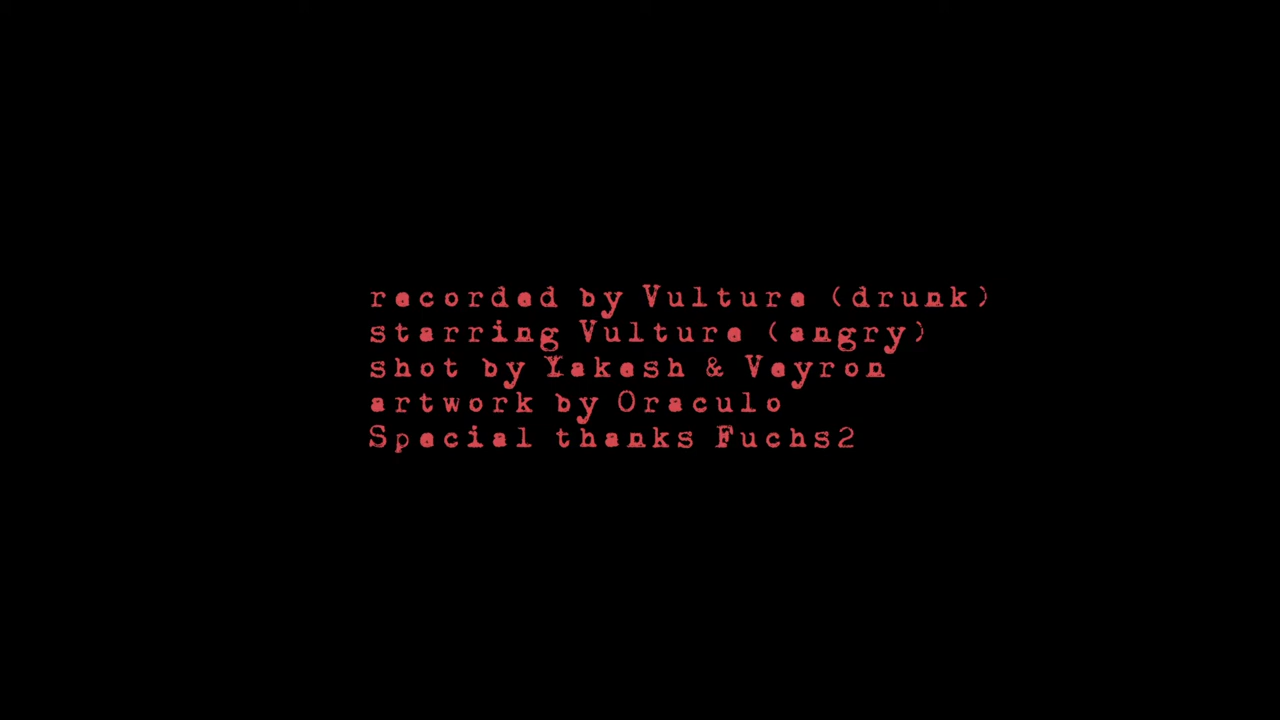 recorded by Vulture (drunk)
starring Vulture (angry)
shot by Yakesh & Veyron
artwork by Oraculo
Special thanks Fuchs2